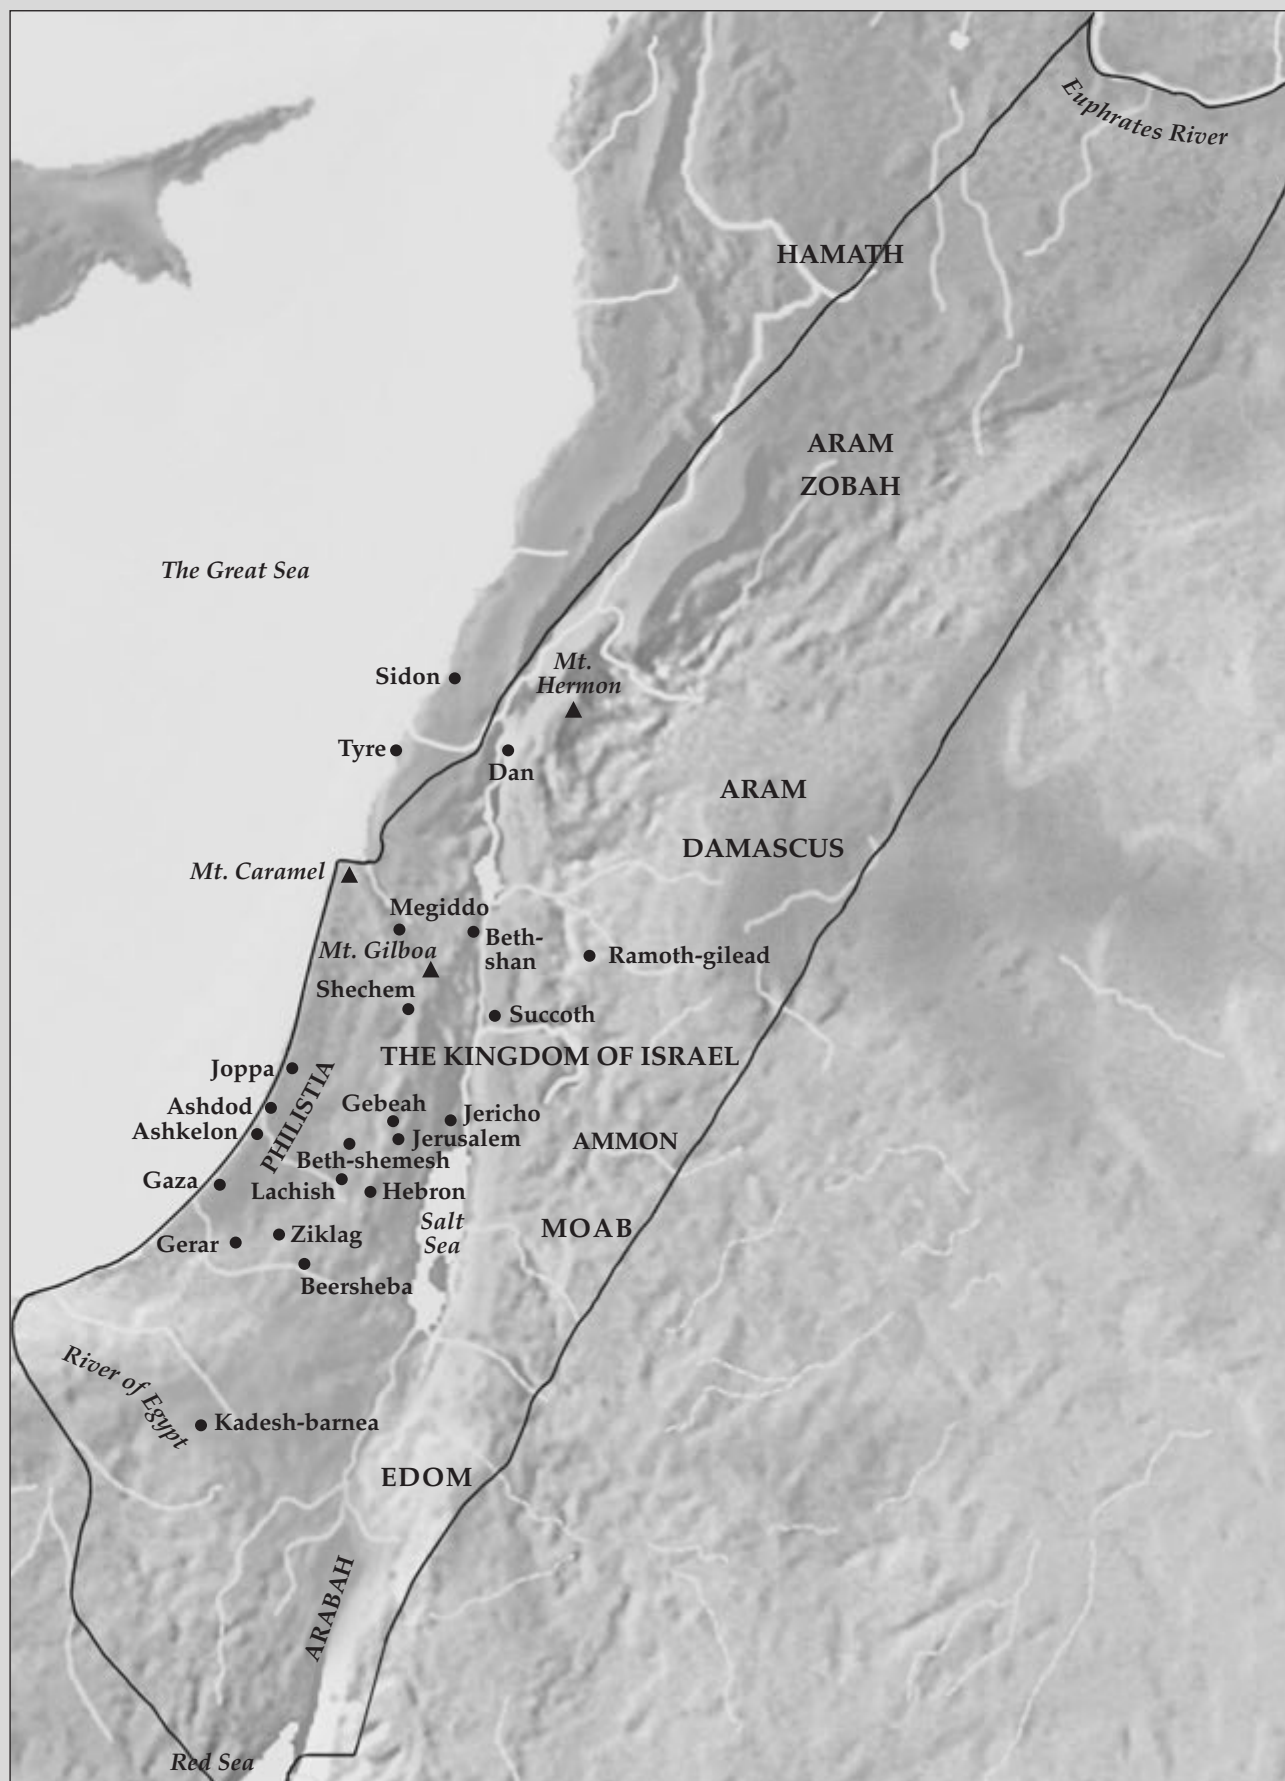 Euphrates River
HAMATH
ARAM
ZOBAH
The Great Sea
Sidon
Mt.
Hermon
Tyre
Dan
ARAM
DAMASCUS
Mt. Caramel
Megiddo
Beth-
shan
Mt. Gilboa
Ramoth-gilead
Shechem
Succoth
THE KINGDOM OF ISRAEL
Joppa
PHILISTIA
Ashdod
Gebeah
Jericho
Ashkelon
Jerusalem
AMMON
Beth-shemesh
Gaza
Lachish
Hebron
Salt
Sea
MOAB
Ziklag
Gerar
Beersheba
River of Egypt
Kadesh-barnea
EDOM
ARABAH
Red Sea